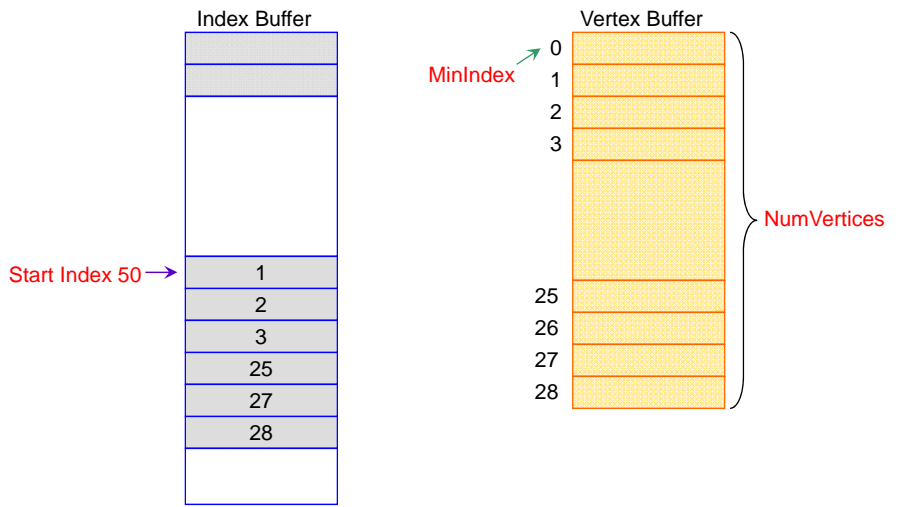 Index Buffer
Vertex Buffer
0
MinIndex
1
2
3
NumVertices
Start Index 50
1
2
3
25
27
28
25
26
27
28